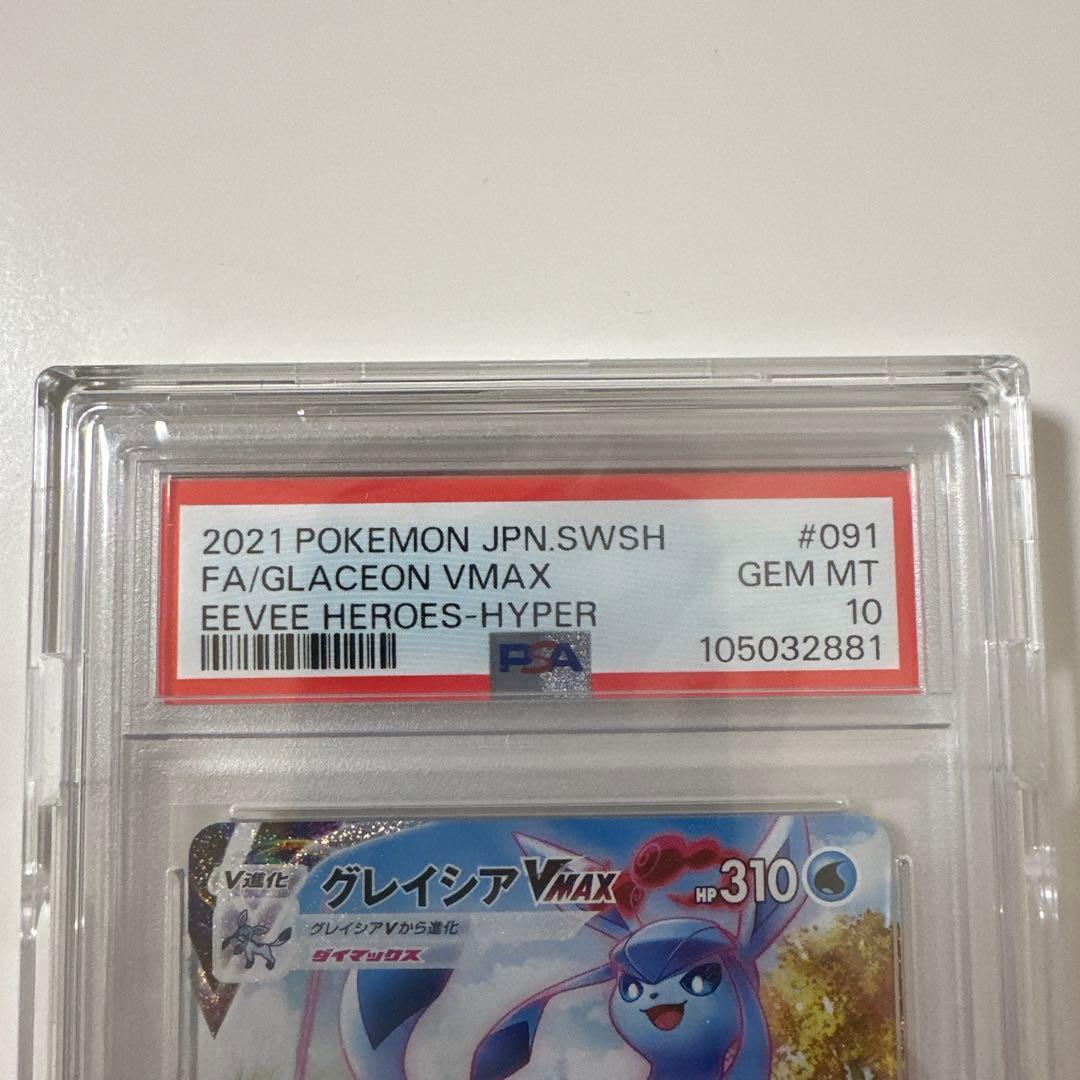 2021 POKEMON JPN.SWSH #091
FA/GLACEON VMAX GEM MT
EEVEE HEROES-HYPER 10
PSA 105032881
V進化 グレイシアVMAX HP310
グレイシアVから進化
ダイマックス